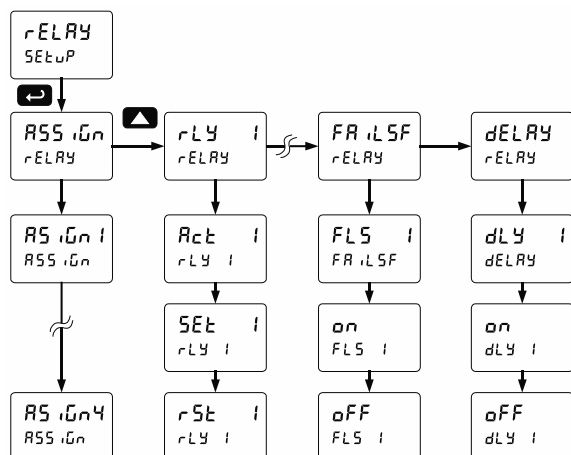 rELAY
SEtuP
ASSiGn
rELAY
rLY 1
rELAY
FAiLSF
rELAY
dELAY
rELAY
ASiGn1
ASSiGn
Act 1
rLY 1
FLS 1
FAiLSF
dLY 1
dELAY
SEt 1
rLY 1
on
FLS 1
on
dLY 1
ASiGn4
ASSiGn
rSt 1
rLY 1
oFF
FLS 1
oFF
dLY 1